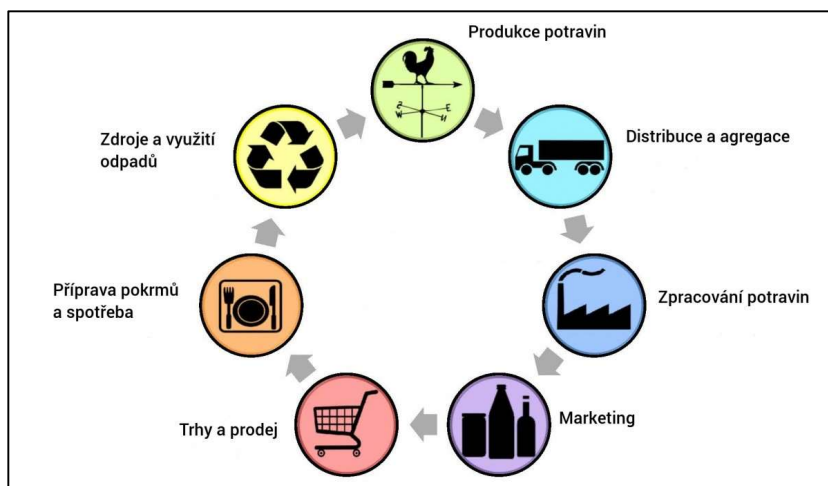 Produkce potravin
Distribuce a agregace
Zpracování potravin
Marketing
Trhy a prodej
Příprava pokrmů
a spotřeba
Zdroje a využití
odpadů